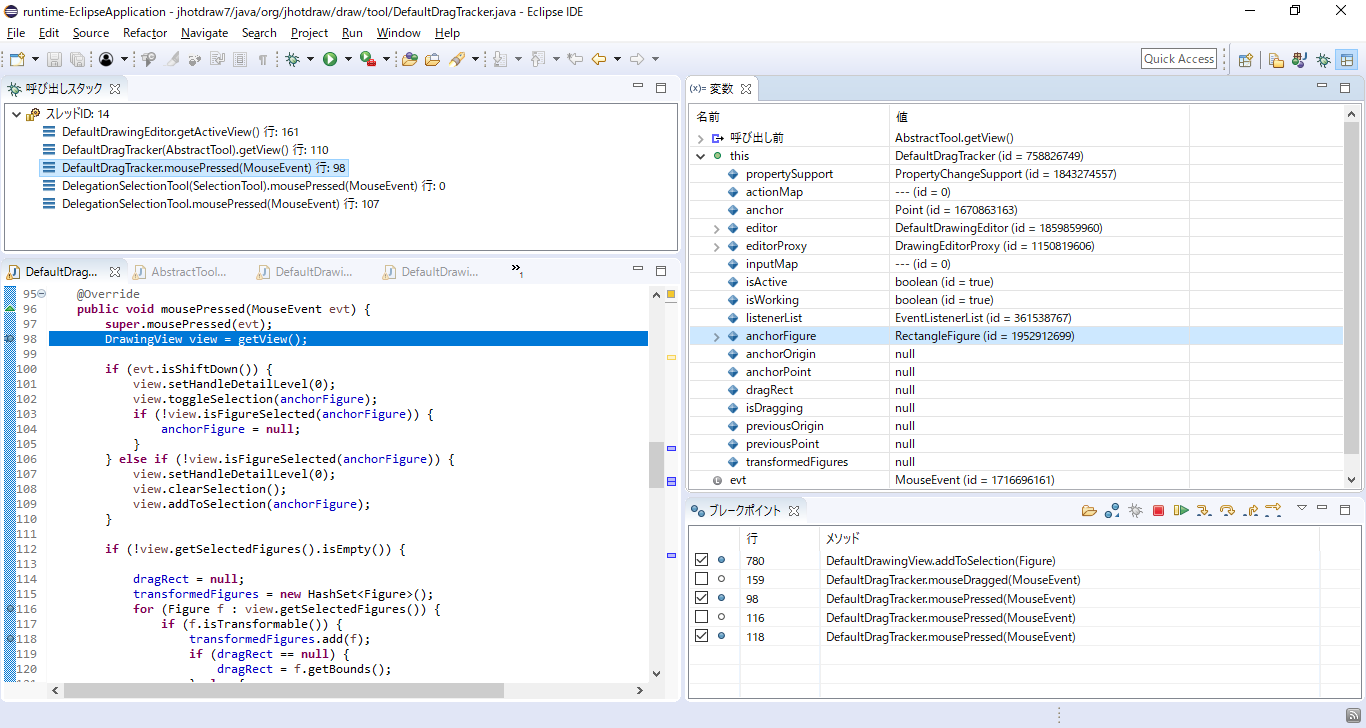 runtime-EclipseApplication - jhotdraw7/java/org/jhotdraw/draw/tool/DefaultDragTracker.java - Eclipse IDE
File Edit Source Refactor Navigate Search Project Run Window Help
Quick Access
呼び出しスタック
スレッドID: 14
DefaultDrawingEditor.getActiveView() 行: 161
DefaultDragTracker(AbstractTool).getView() 行: 110
DefaultDragTracker.mousePressed(MouseEvent) 行: 98
DelegationSelectionTool(SelectionTool).mousePressed(MouseEvent) 行: 0
DelegationSelectionTool.mousePressed(MouseEvent) 行: 107
DefaultDrag... AbstractTool... DefaultDrawi... DefaultDrawi... »1
95 @Override
96 public void mousePressed(MouseEvent evt) {
97 super.mousePressed(evt);
98 DrawingView view = getView();
99
100 if (evt.isShiftDown()) {
101 view.setHandleDetailLevel(0);
102 view.toggleSelection(anchorFigure);
103 if (!view.isFigureSelected(anchorFigure)) {
104 anchorFigure = null;
105 }
106 } else if (!view.isFigureSelected(anchorFigure)) {
107 view.setHandleDetailLevel(0);
108 view.clearSelection();
109 view.addToSelection(anchorFigure);
110 }
111
112 if (!view.getSelectedFigures().isEmpty()) {
113
114 dragRect = null;
115 transformedFigures = new HashSet<Figure>();
116 for (Figure f : view.getSelectedFigures()) {
117 if (f.isTransformable()) {
118 transformedFigures.add(f);
119 if (dragRect == null) {
120 dragRect = f.getBounds();
(x)= 変数
名前 値
呼び出し前 AbstractTool.getView()
this DefaultDragTracker (id = 758826749)
propertySupport PropertyChangeSupport (id = 1843274557)
actionMap --- (id = 0)
anchor Point (id = 1670863163)
editor DefaultDrawingEditor (id = 1859859960)
editorProxy DrawingEditorProxy (id = 1150819606)
inputMap --- (id = 0)
isActive boolean (id = true)
isWorking boolean (id = true)
listenerList EventListenerList (id = 361538767)
anchorFigure RectangleFigure (id = 1952912699)
anchorOrigin null
anchorPoint null
dragRect null
isDragging null
previousOrigin null
previousPoint null
transformedFigures null
evt MouseEvent (id = 1716696161)
ブレークポイント
行 メソッド
780 DefaultDrawingView.addToSelection(Figure)
159 DefaultDragTracker.mouseDragged(MouseEvent)
98 DefaultDragTracker.mousePressed(MouseEvent)
116 DefaultDragTracker.mousePressed(MouseEvent)
118 DefaultDragTracker.mousePressed(MouseEvent)